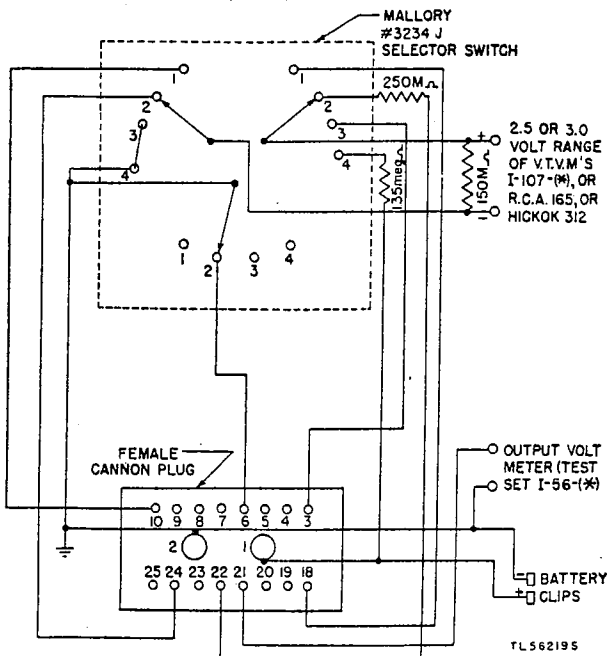 MALLORY
#3234 J
SELECTOR SWITCH
1
1
2
250MΩ
2
3
3
4
4
135megΩ
+
150MΩ
-
2.5 OR 3.0
VOLT RANGE
OF V.T.V.M'S
I-107-(*), OR
R.C.A. 165, OR
HICKOK 312
1
2
3
4
FEMALE
CANNON PLUG
OUTPUT VOLT
METER (TEST
SET I-56-(*)
10 9 8 7 6 5 4 3
2
1
25 24 23 22 21 20 19 18
- BATTERY
+ CLIPS
TL56219S